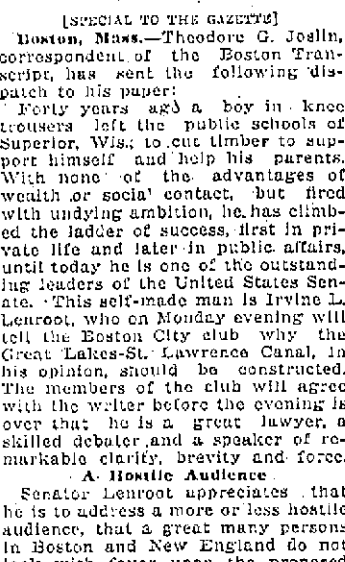 [SPECIAL TO THE GAZETTE]
Boston, Mass.—Theodore G. Joslin,
correspondent of the Boston Tran-
script, has sent the following dis-
patch to his paper:
Forty years ago a boy in knee
trousers left the public schools of
Superior, Wis., to cut timber to sup-
port himself and help his parents.
With none of the advantages of
wealth or social contact, but fired
with undying ambition, he has climb-
ed the ladder of success, first in pri-
vate life and later in public affairs,
until today he is one of the outstand-
ing leaders of the United States Sen-
ate. This self-made man is Irvine L.
Lenroot, who on Monday evening will
tell the Boston City club why the
Great Lakes-St. Lawrence Canal, in
his opinion, should be constructed.
The members of the club will agree
with the writer before the evening is
over that he is a great lawyer, a
skilled debater and a speaker of re-
markable clarity, brevity and force.
A Hostile Audience
Senator Lenroot appreciates that
he is to address a more or less hostile
audience, that a great many persons
in Boston and New England do not